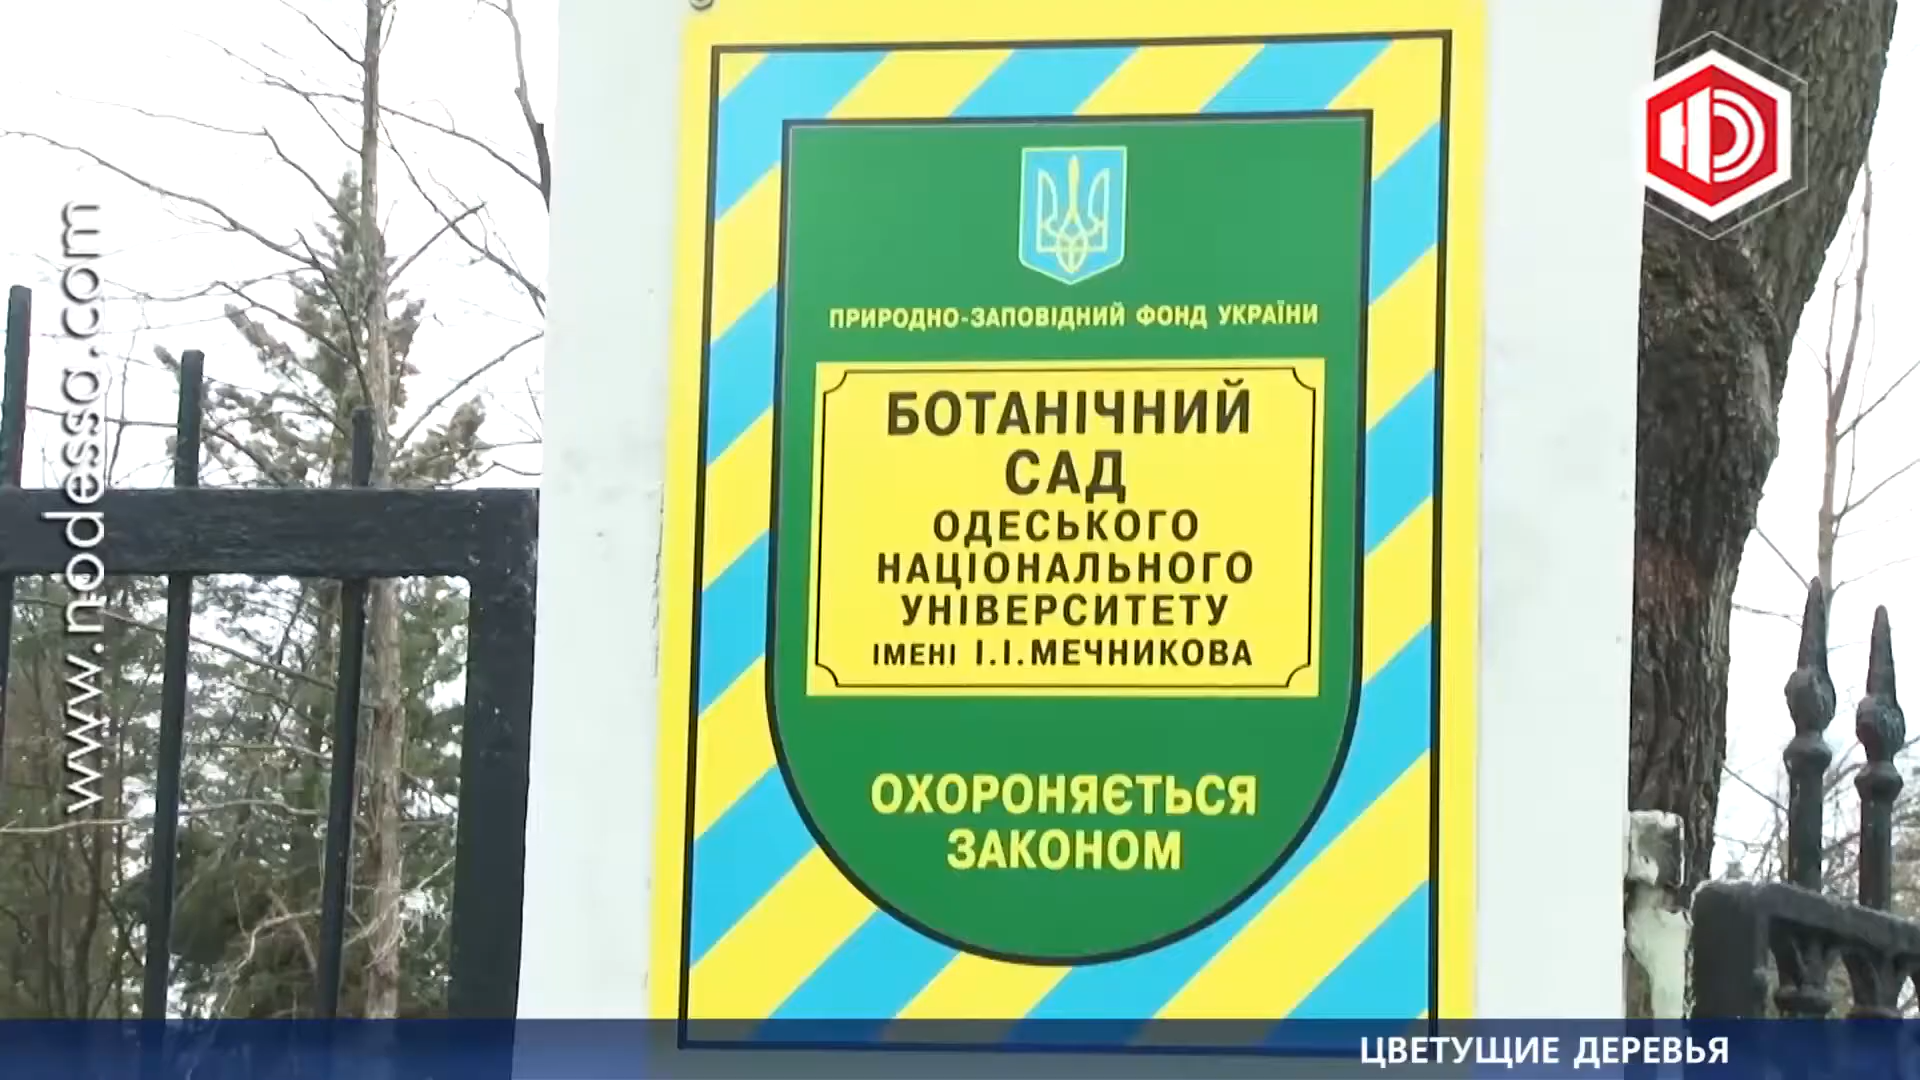 ПРИРОДНО-ЗАПОВІДНИЙ ФОНД УКРАЇНИ
БОТАНІЧНИЙ
САД
ОДЕСЬКОГО
НАЦІОНАЛЬНОГО
УНІВЕРСИТЕТУ
ІМЕНІ І.І.МЕЧНИКОВА
ОХОРОНЯЄТЬСЯ
ЗАКОНОМ
www.nodessa.com
ЦВЕТУЩИЕ ДЕРЕВЬЯ